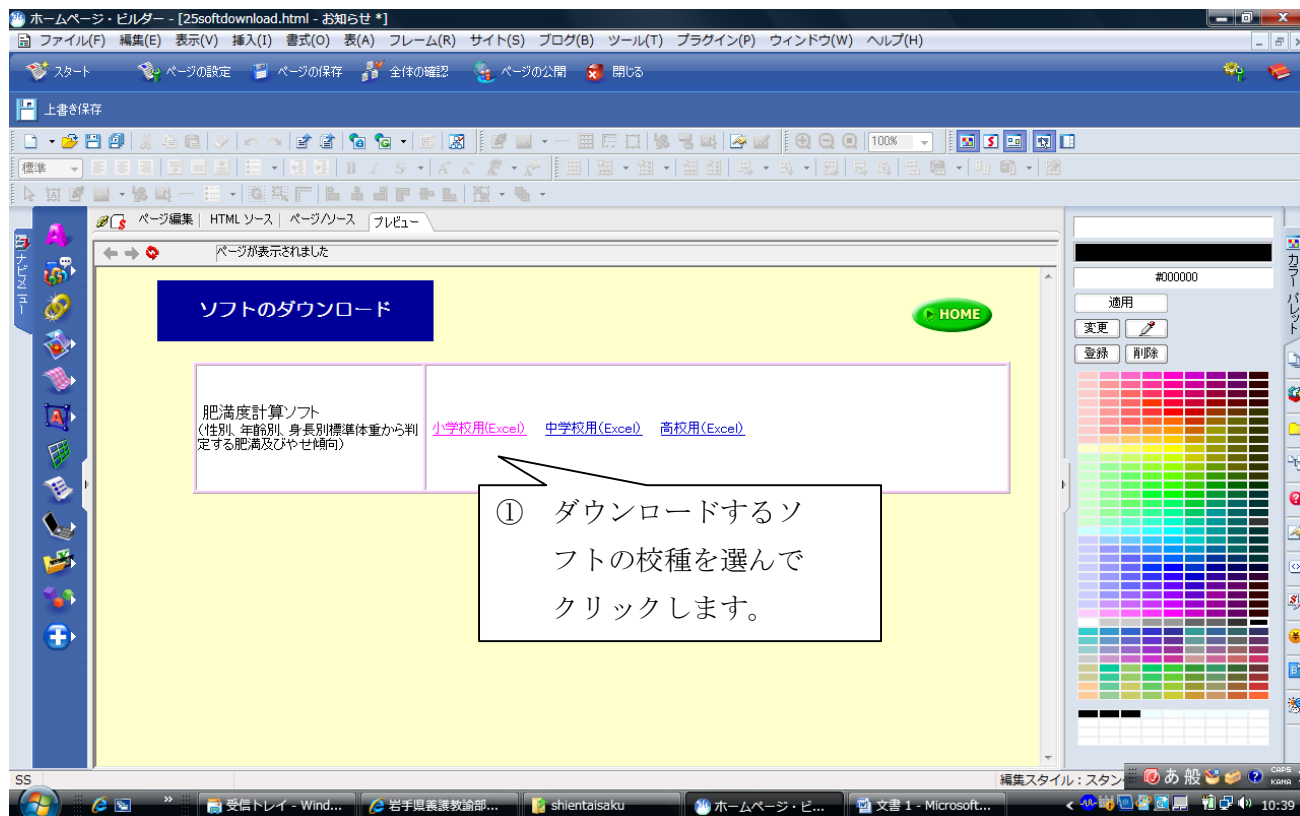 ホームページ・ビルダー - [25softdownload.html - お知らせ *]
ファイル(F) 編集(E) 表示(V) 挿入(I) 書式(O) 表(A) フレーム(R) サイト(S) ブログ(B) ツール(T) プラグイン(P) ウィンドウ(W) ヘルプ(H)
スタート ページの設定 ページの保存 全体の確認 ページの公開 閉じる
上書き保存
100%
標準
ページ編集 HTML ソース ページ/ソース プレビュー
ページが表示されました
ナビメニュー
ソフトのダウンロード
HOME
肥満度計算ソフト
(性別、年齢別、身長別標準体重から判
定する肥満及びやせ傾向)
小学校用(Excel) 中学校用(Excel) 高校用(Excel)
① ダウンロードするソ
フトの校種を選んで
クリックします。
#000000
適用
変更
登録 削除
カラー パレット
SS
編集スタイル：スタン
あ 般
CAPS
KANA
受信トレイ - Wind...
岩手県養護教諭部...
shientaisaku
ホームページ・ビ...
文書 1 - Microsoft...
10:39